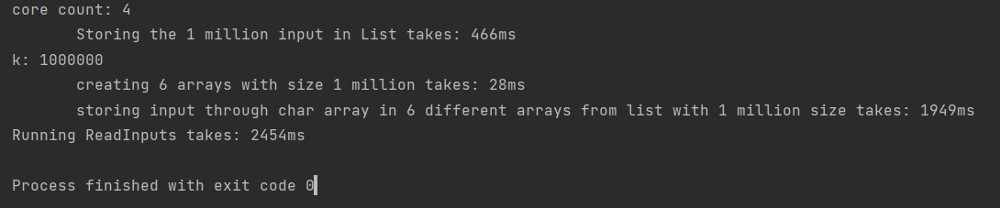 core count: 4
Storing the 1 million input in List takes: 466ms
k: 1000000
creating 6 arrays with size 1 million takes: 28ms
storing input through char array in 6 different arrays from list with 1 million size takes: 1949ms
Running ReadInputs takes: 2454ms
Process finished with exit code 0